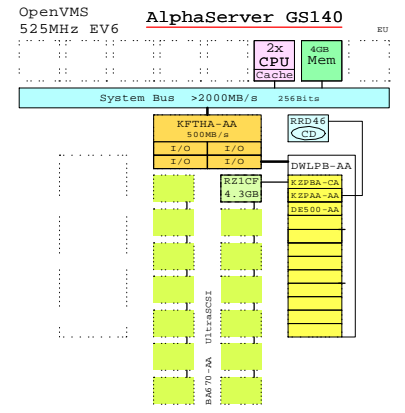 OpenVMS
525MHz EV6
AlphaServer GS140
EU
2x
CPU
Cache
4GB
Mem
System Bus >2000MB/s 256Bits
KFTHA-AA
500MB/s
I/O I/O
I/O I/O
RRD46
CD
DWLPB-AA
RZ1CF
4.3GB
KZPBA-CA
KZPAA-AA
DE500-AA
BA670-AA UltraSCSI